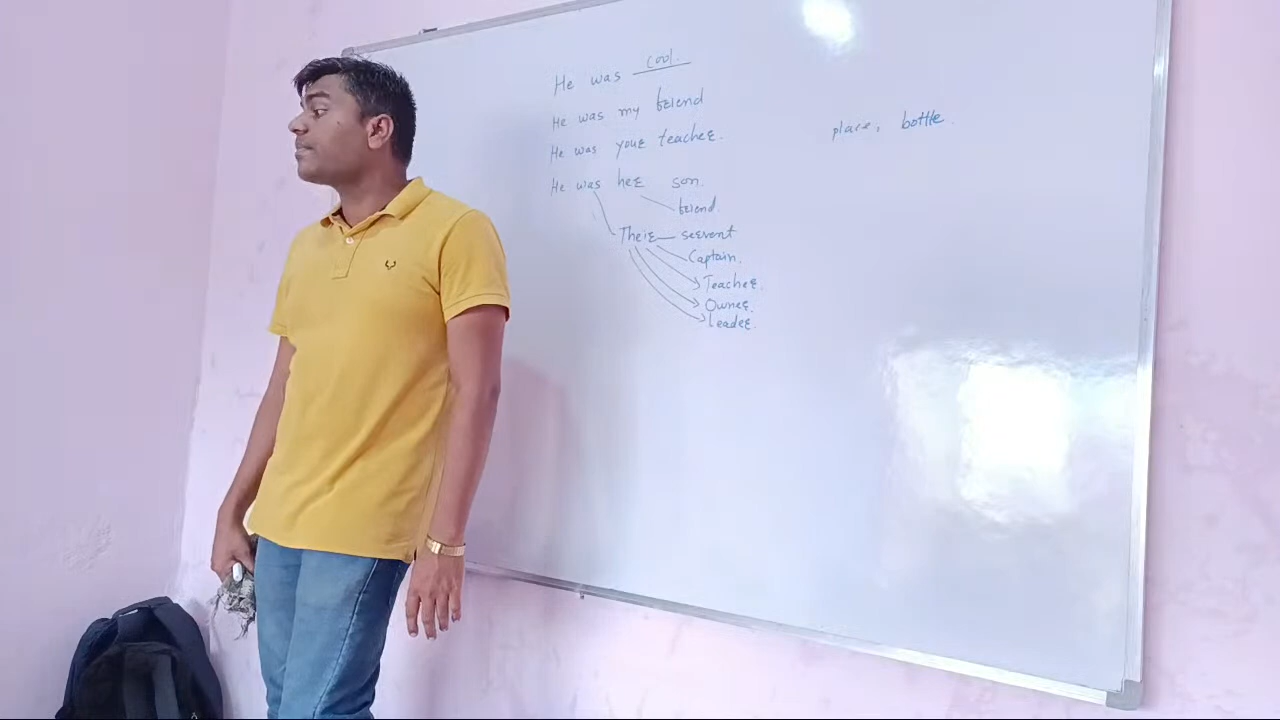 He was cool.
He was my friend
He was your teacher.
He was her son.
friend
Their servent
Captain.
Teacher.
Owner.
leader.
place, bottle.